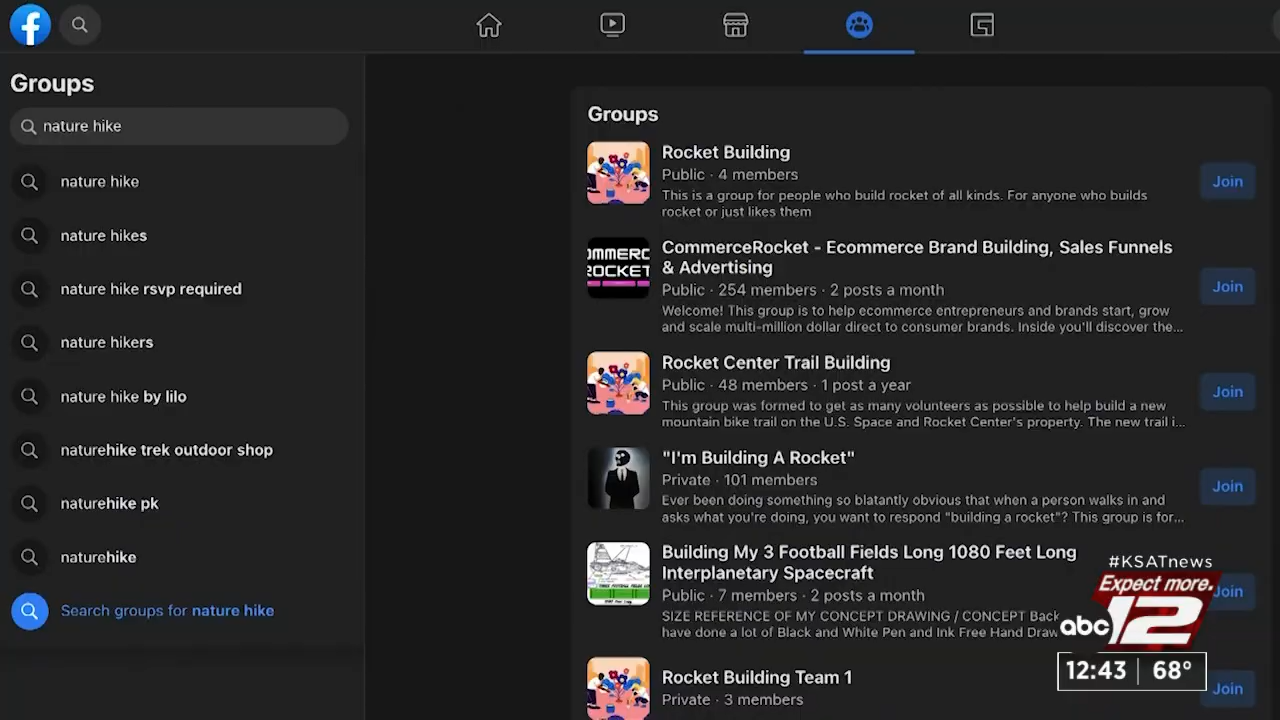 Groups
nature hike
nature hike
nature hikes
nature hike rsvp required
nature hikers
nature hike by lilo
naturehike trek outdoor shop
naturehike pk
naturehike
Search groups for nature hike
Groups
Rocket Building
Public · 4 members
This is a group for people who build rocket of all kinds. For anyone who builds
rocket or just likes them
Join
OMMERC
ROCKET
CommerceRocket - Ecommerce Brand Building, Sales Funnels
& Advertising
Public · 254 members · 2 posts a month
Welcome! This group is to help ecommerce entrepreneurs and brands start, grow
and scale multi-million dollar direct to consumer brands. Inside you'll discover the...
Join
Rocket Center Trail Building
Public · 48 members · 1 post a year
This group was formed to get as many volunteers as possible to help build a new
mountain bike trail on the U.S. Space and Rocket Center's property. The new trail i...
Join
"I'm Building A Rocket"
Private · 101 members
Ever been doing something so blatantly obvious that when a person walks in and
asks what you're doing, you want to respond "building a rocket"? This group is for...
Join
Building My 3 Football Fields Long 1080 Feet Long
Interplanetary Spacecraft
Public · 7 members · 2 posts a month
SIZE REFERENCE OF MY CONCEPT DRAWING / CONCEPT Back
have done a lot of Black and White Pen and Ink Free Hand Draw
Join
Rocket Building Team 1
Private · 3 members
Join
#KSATnews
Expect more.
abc 12
12:43 68°